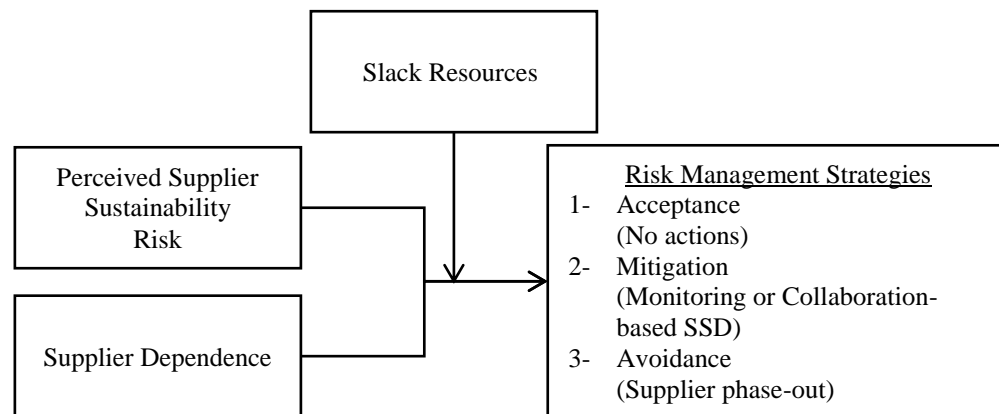 Slack Resources
Perceived Supplier
Sustainability
Risk
Supplier Dependence
Risk Management Strategies
1- Acceptance
(No actions)
2- Mitigation
(Monitoring or Collaboration-
based SSD)
3- Avoidance
(Supplier phase-out)